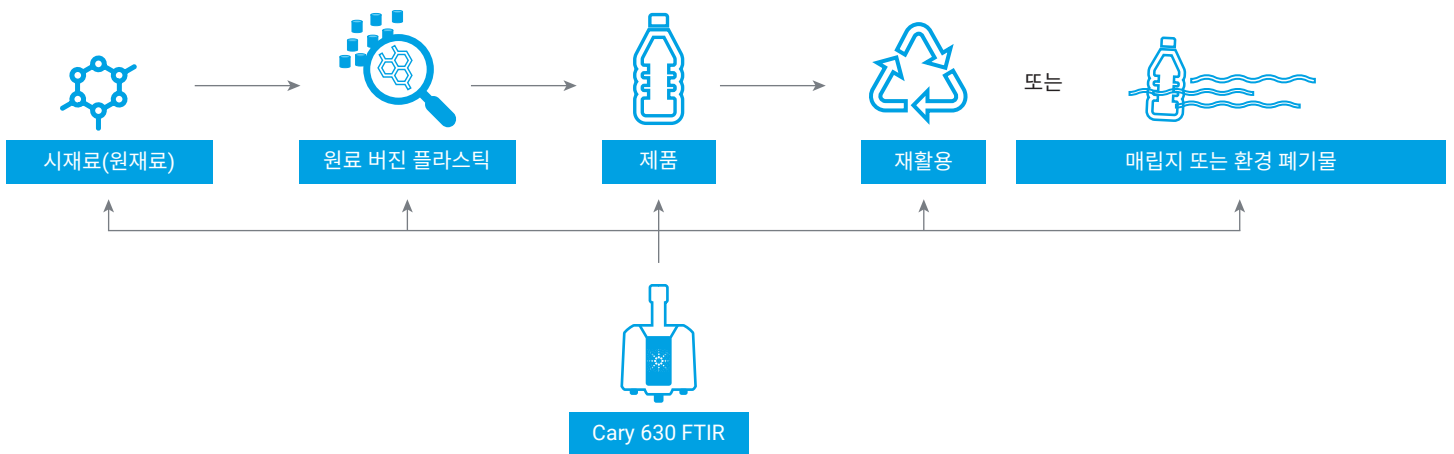 또는
시재료(원재료)
원료 버진 플라스틱
제품
재활용
매립지 또는 환경 폐기물
Cary 630 FTIR